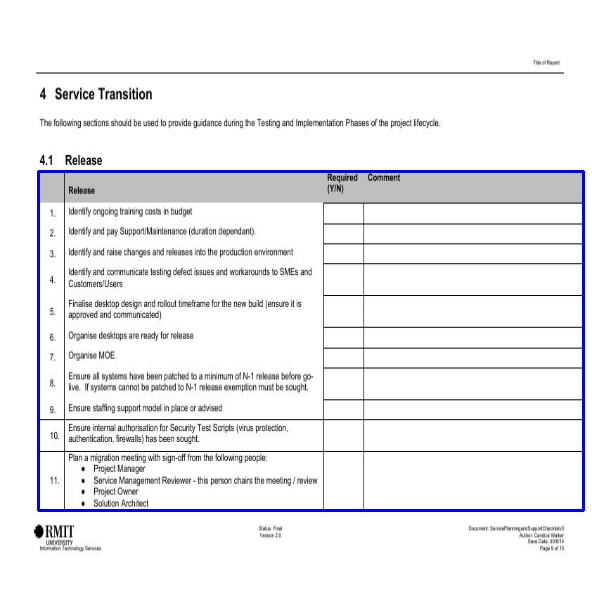 Title of Report
4 Service Transition
The following sections should be used to provide guidance during the Testing and Implementation Phases of the project lifecycle.
4.1 Release
Release Required (Y/N) Comment
1. Identify ongoing training costs in budget
2. Identify and pay Support/Maintenance (duration dependant).
3. Identify and raise changes and releases into the production environment
4. Identify and communicate testing defect issues and workarounds to SMEs and
Customers/Users
5. Finalise desktop design and rollout timeframe for the new build (ensure it is
approved and communicated)
6. Organise desktops are ready for release
7. Organise MOE
8. Ensure all systems have been patched to a minimum of N-1 release before go-
live. If systems cannot be patched to N-1 release exemption must be sought.
9. Ensure staffing support model in place or advised
10. Ensure internal authorisation for Security Test Scripts (virus protection,
authentication, firewalls) has been sought.
11. Plan a migration meeting with sign-off from the following people:
• Project Manager
• Service Management Reviewer - this person chairs the meeting / review
• Project Owner
• Solution Architect
RMIT
UNIVERSITY
Information Technology Services
Status: Final
Version 2.0
Document: ServicePlanningandSupportChecklistv3
Author: Candice Walker
Save Date: 30/6/14